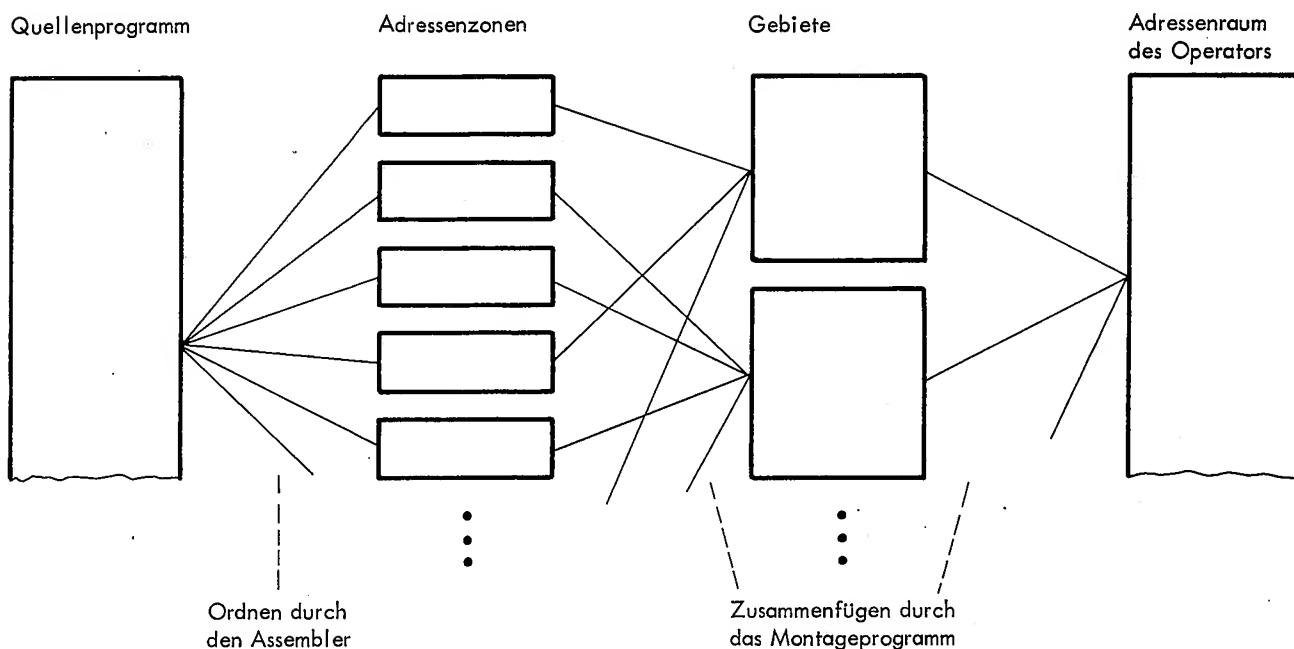 Quellenprogramm
Adressenzonen
Gebiete
Adressenraum
des Operators
Ordnen durch
den Assembler
Zusammenfügen durch
das Montageprogramm